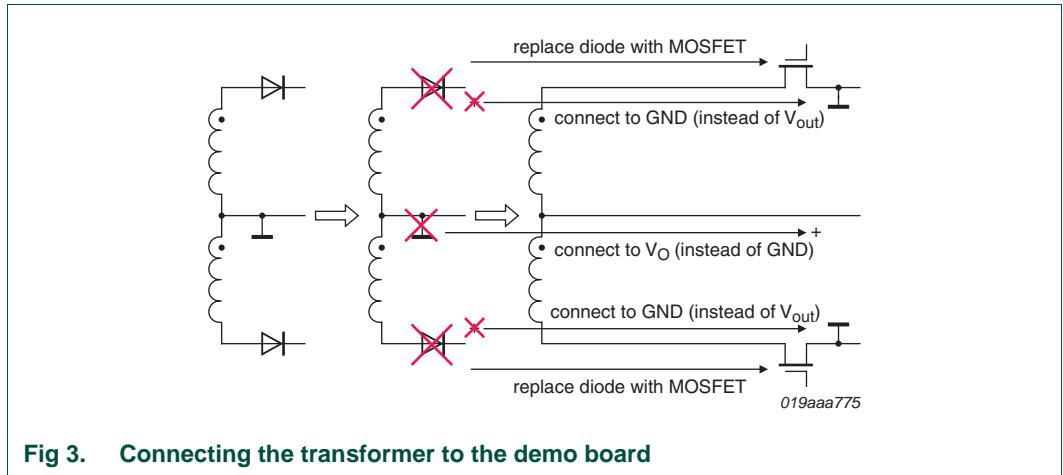 replace diode with MOSFET
connect to GND (instead of Vout)
+
connect to VO (instead of GND)
connect to GND (instead of Vout)
replace diode with MOSFET
019aaa775
Fig 3. Connecting the transformer to the demo board